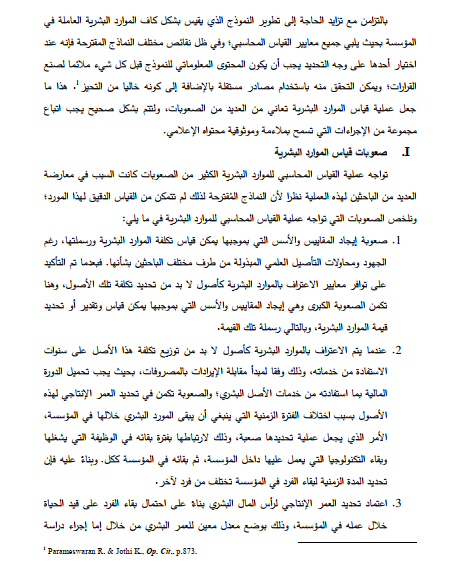 بالتزامن مع تزايد الحاجة إلى تطوير النموذج الذي يقيس بشكل كاف الموارد البشرية العاملة في
المؤسسة بحيث يلبي جميع معايير القياس المحاسبي؛ وفي ظل نقائص مختلف النماذج المقترحة فإنه عند
اختيار أحدها على وجه التحديد يجب أن يكون المحتوى المعلوماتي للنموذج قبل كل شيء ملائما لصنع
القرارات؛ ويمكن التحقق منه باستخدام مصادر مستقلة بالإضافة إلى كونه خاليا من التحيز¹. هذا ما
جعل عملية قياس الموارد البشرية تعاني من العديد من الصعوبات، ولتتم بشكل صحيح يجب اتباع
مجموعة من الإجراءات التي تسمح بملاءمة وموثوقية محتواه الإعلامي.
I. صعوبات قياس الموارد البشرية
تواجه عملية القياس المحاسبي للموارد البشرية الكثير من الصعوبات كانت السبب في معارضة
العديد من الباحثين لهذه العملية نظرا لأن النماذج المُقترحة لذلك لم تتمكن من القياس الدقيق لهذا المورد؛
ونلخص الصعوبات التي تواجه عملية القياس المحاسبي للموارد البشرية في ما يلي:
1. صعوبة إيجاد المقاييس والأسس التي بموجبها يمكن قياس تكلفة الموارد البشرية ورسملتها، رغم
الجهود ومحاولات التأصيل العلمي المبذولة من طرف مختلف الباحثين بشأنها. فبعدما تم التأكيد
على توافر معايير الاعتراف بالموارد البشرية كأصول لا بد من تحديد تكلفة تلك الأصول، وهنا
تكمن الصعوبة الكبرى وهي إيجاد المقاييس والأسس التي بموجبها يمكن قياس وتقدير أو تحديد
قيمة الموارد البشرية، وبالتالي رسملة تلك القيمة.
2. عندما يتم الاعتراف بالموارد البشرية كأصول لا بد من توزيع تكلفة هذا الأصل على سنوات
الاستفادة من خدماته، وذلك وفقا لمبدأ مقابلة الإيرادات بالمصروفات، بحيث يجب تحميل الدورة
المالية بما استفادته من خدمات الأصل البشري؛ والصعوبة تكمن في تحديد العمر الإنتاجي لهذه
الأصول بسبب اختلاف الفترة الزمنية التي ينبغي أن يبقى المورد البشري خلالها في المؤسسة،
الأمر الذي يجعل عملية تحديدها صعبة، وذلك لارتباطها بفترة بقائه في الوظيفة التي يشغلها
وبقاء التكنولوجيا التي يعمل عليها داخل المؤسسة، ثم بقائه في المؤسسة ككل. وبناءً عليه فإن
تحديد المدة الزمنية لبقاء الفرد في المؤسسة تختلف من فرد لآخر.
3. اعتماد تحديد العمر الإنتاجي لرأس المال البشري بناءً على احتمال بقاء الفرد على قيد الحياة
خلال عمله في المؤسسة، وذلك بوضع معدل معين للعمر البشري من خلال إما إجراء دراسة
¹ Parameswaran R. & Jothi K., Op. Cit., p.873.